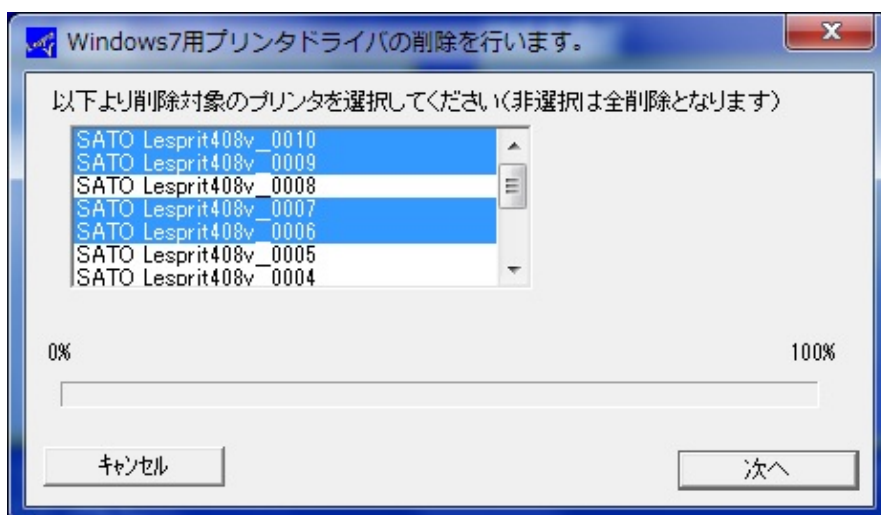 Windows7用プリンタドライバの削除を行います。
以下より削除対象のプリンタを選択してください(非選択は全削除となります)
SATO Lesprit408v_0010
SATO Lesprit408v_0009
SATO Lesprit408v_0008
SATO Lesprit408v_0007
SATO Lesprit408v_0006
SATO Lesprit408v_0005
SATO Lesprit408v_0004
0%
100%
キャンセル
次へ